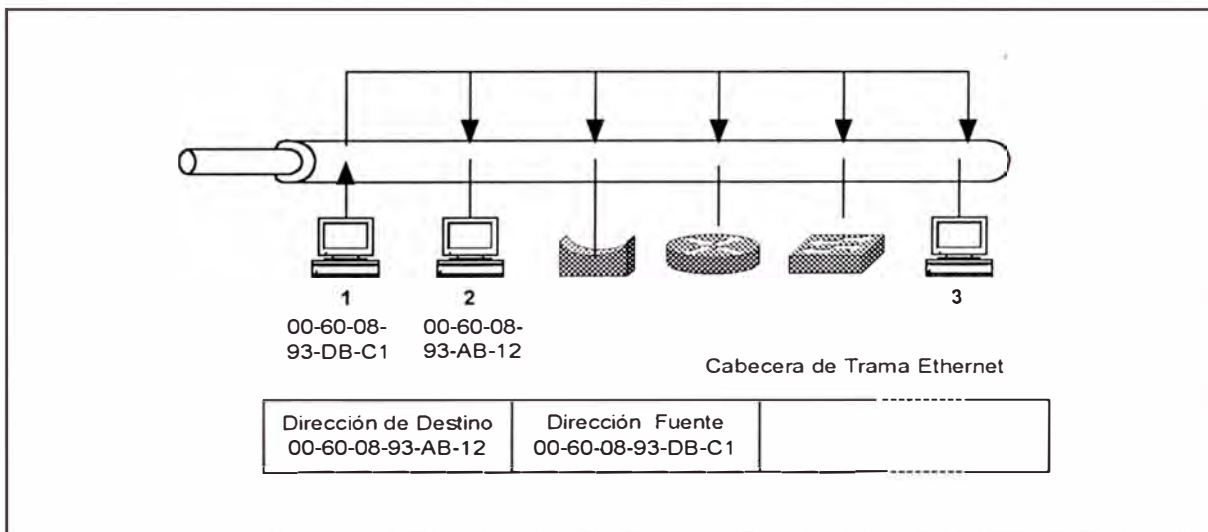 1
2
3
00-60-08-
93-DB-C1
00-60-08-
93-AB-12
Cabecera de Trama Ethernet
Dirección de Destino
00-60-08-93-AB-12
Dirección Fuente
00-60-08-93-DB-C1